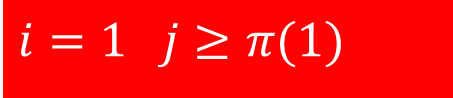 i = 1 j ≥ π(1)